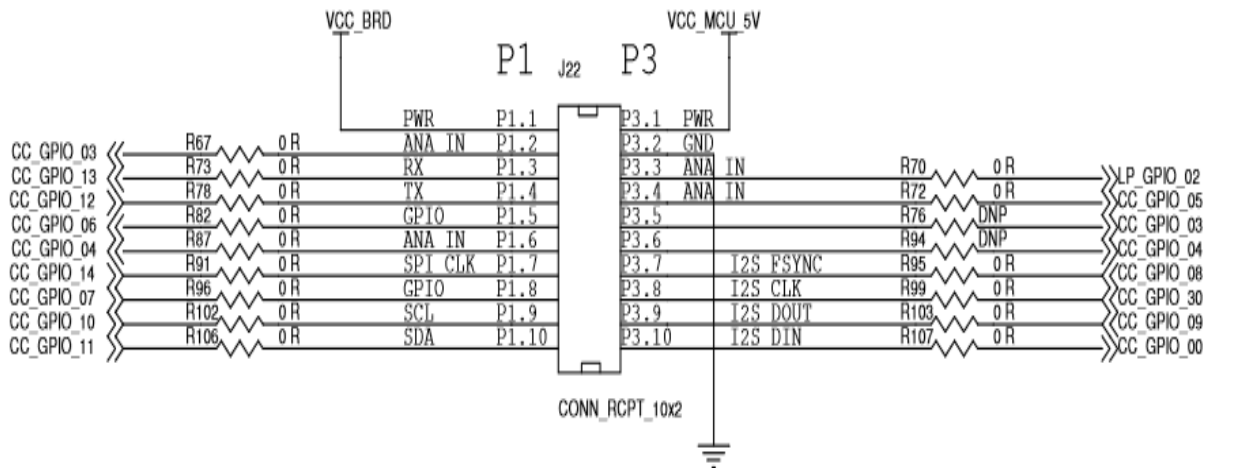 VCC_BRD VCC_MCU_5V
P1 J22 P3
PWR P1.1 P3.1 PWR
CC_GPIO_03 R67 0 R ANA IN P1.2 P3.2 GND
CC_GPIO_13 R73 0 R RX P1.3 P3.3 ANA IN R70 0 R LP_GPIO_02
CC_GPIO_12 R78 0 R TX P1.4 P3.4 ANA IN R72 0 R CC_GPIO_05
CC_GPIO_06 R82 0 R GPIO P1.5 P3.5 R76 DNP CC_GPIO_03
CC_GPIO_04 R87 0 R ANA IN P1.6 P3.6 R94 DNP CC_GPIO_04
CC_GPIO_14 R91 0 R SPI CLK P1.7 P3.7 I2S FSYNC R95 0 R CC_GPIO_08
CC_GPIO_07 R96 0 R GPIO P1.8 P3.8 I2S CLK R99 0 R CC_GPIO_30
CC_GPIO_10 R102 0 R SCL P1.9 P3.9 I2S DOUT R103 0 R CC_GPIO_09
CC_GPIO_11 R106 0 R SDA P1.10 P3.10 I2S DIN R107 0 R CC_GPIO_00
CONN_RCPT_10x2